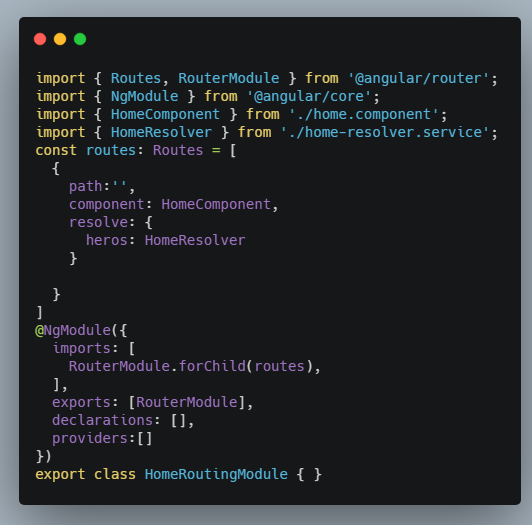 import { Routes, RouterModule } from '@angular/router';
import { NgModule } from '@angular/core';
import { HomeComponent } from './home.component';
import { HomeResolver } from './home-resolver.service';
const routes: Routes = [
  {
    path:'',
    component: HomeComponent,
    resolve: {
      heros: HomeResolver
    }

  }
]
@NgModule({
  imports: [
    RouterModule.forChild(routes),
  ],
  exports: [RouterModule],
  declarations: [],
  providers:[]
})
export class HomeRoutingModule { }